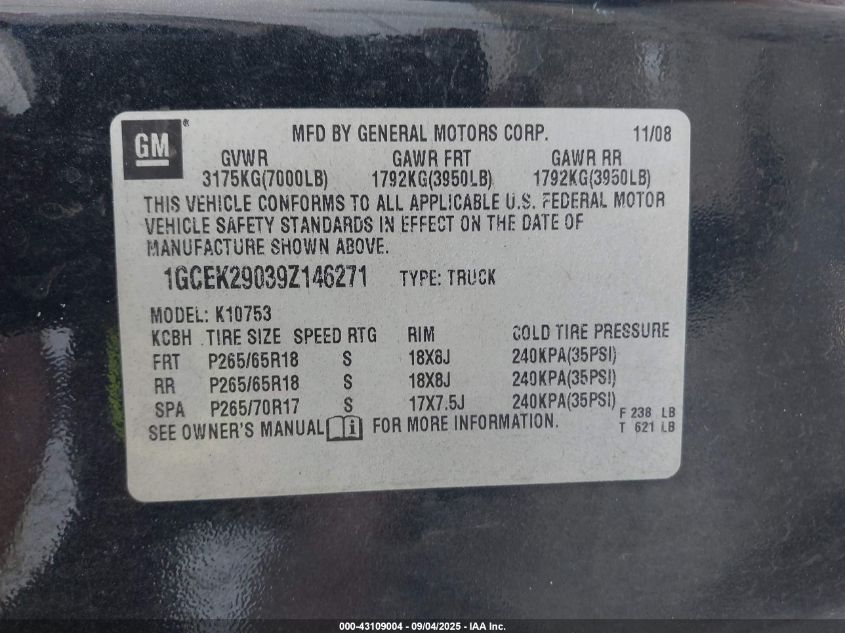 GM ® MFD BY GENERAL MOTORS CORP. 11/08
GVWR GAWR FRT GAWR RR
3175KG(7000LB) 1792KG(3950LB) 1792KG(3950LB)
THIS VEHICLE CONFORMS TO ALL APPLICABLE U.S. FEDERAL MOTOR
VEHICLE SAFETY STANDARDS IN EFFECT ON THE DATE OF
MANUFACTURE SHOWN ABOVE.
1GCEK29039Z146271 TYPE: TRUCK
MODEL: K10753
KCBH TIRE SIZE SPEED RTG RIM COLD TIRE PRESSURE
FRT P265/65R18 S 18X8J 240KPA(35PSI)
RR P265/65R18 S 18X8J 240KPA(35PSI)
SPA P265/70R17 S 17X7.5J 240KPA(35PSI)
SEE OWNER'S MANUAL i FOR MORE INFORMATION.
F 238 LB
T 621 LB
000-43109004 - 09/04/2025 - IAA Inc.